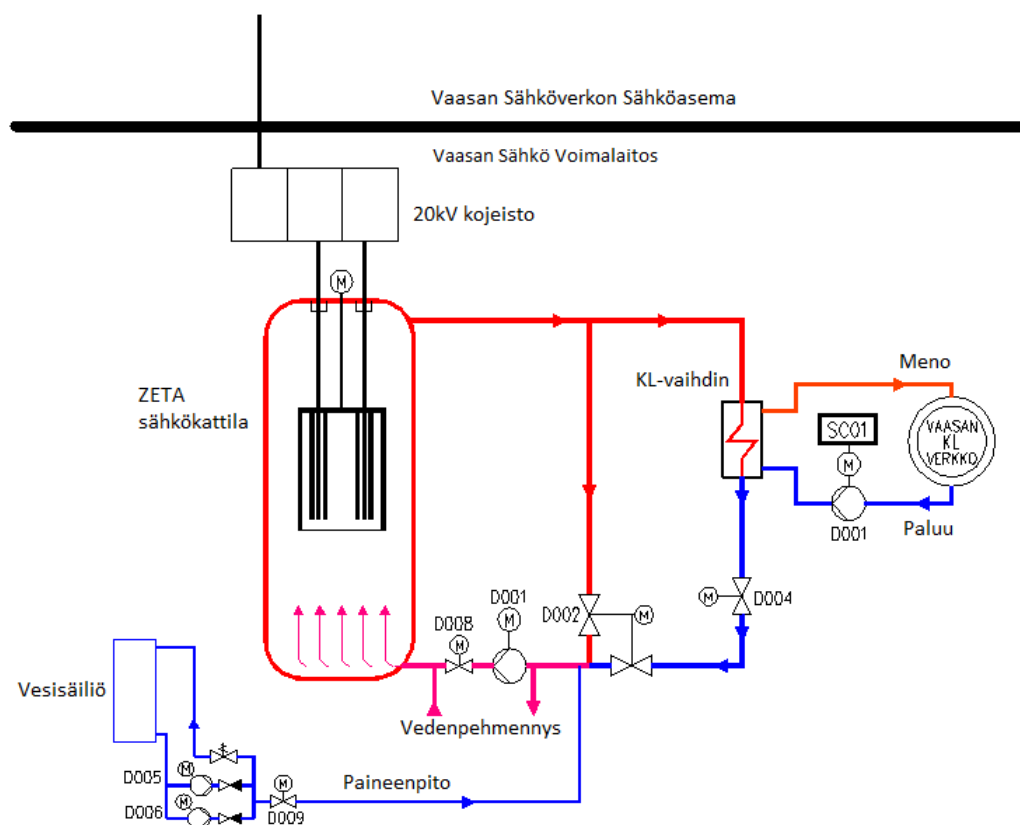 Vaasan Sähköverkon Sähköasema
Vaasan Sähkö Voimalaitos
20kV kojeisto
M
ZETA
sähkökattila
KL-vaihdin
Meno
SC01
M
VAASAN
KL
VERKKO
D001
Paluu
D008
M
D001
M
D002
M
M
D004
Vesisäiliö
Vedenpehmennys
D005
M
D006
M
M
D009
Paineenpito